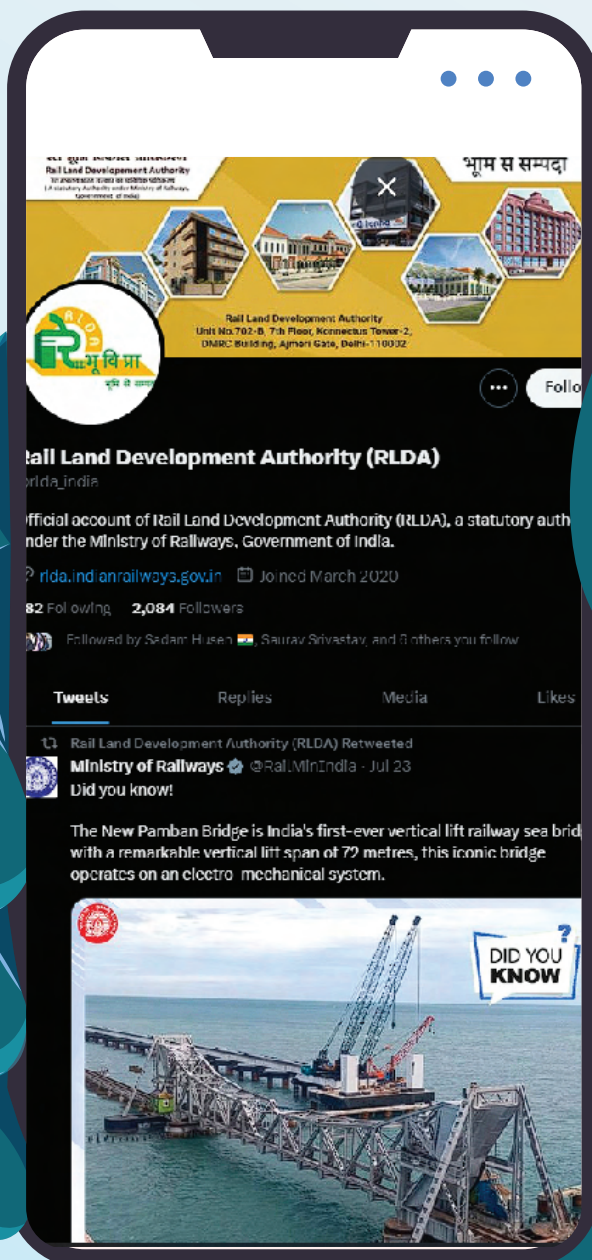 Rail Land Development Authority
(A statutory Authority under Ministry of Railways,
Government of India)
भूमि से सम्पदा
Rail Land Development Authority
Unit No.702-B, 7th Floor, Konnectus Tower-2,
DMRC Building, Ajmeri Gate, Delhi-110002
RLDA
रे भू वि प्रा
Follo
Rail Land Development Authority (RLDA)
rlda_india
official account of Rail Land Development Authority (RLDA), a statutory auth
nder the Ministry of Railways, Government of India.
rlda.indianrailways.gov.in Joined March 2020
82 Following 2,084 Followers
Followed by Sadam Husen, Saurav Srivastav, and 6 others you follow
Tweets Replies Media Likes
Rail Land Development Authority (RLDA) Retweeted
Ministry of Railways @RailMinIndia · Jul 23
Did you know!
The New Pamban Bridge is India's first-ever vertical lift railway sea brid
with a remarkable vertical lift span of 72 metres, this iconic bridge
operates on an electro-mechanical system.
DID YOU
KNOW
?